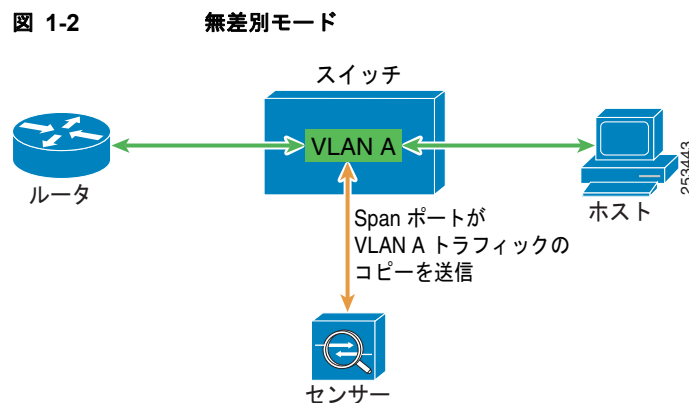 図 1-2 無差別モード
スイッチ
VLAN A
ルータ
ホスト
253443
Span ポートが
VLAN A トラフィックの
コピーを送信
センサー